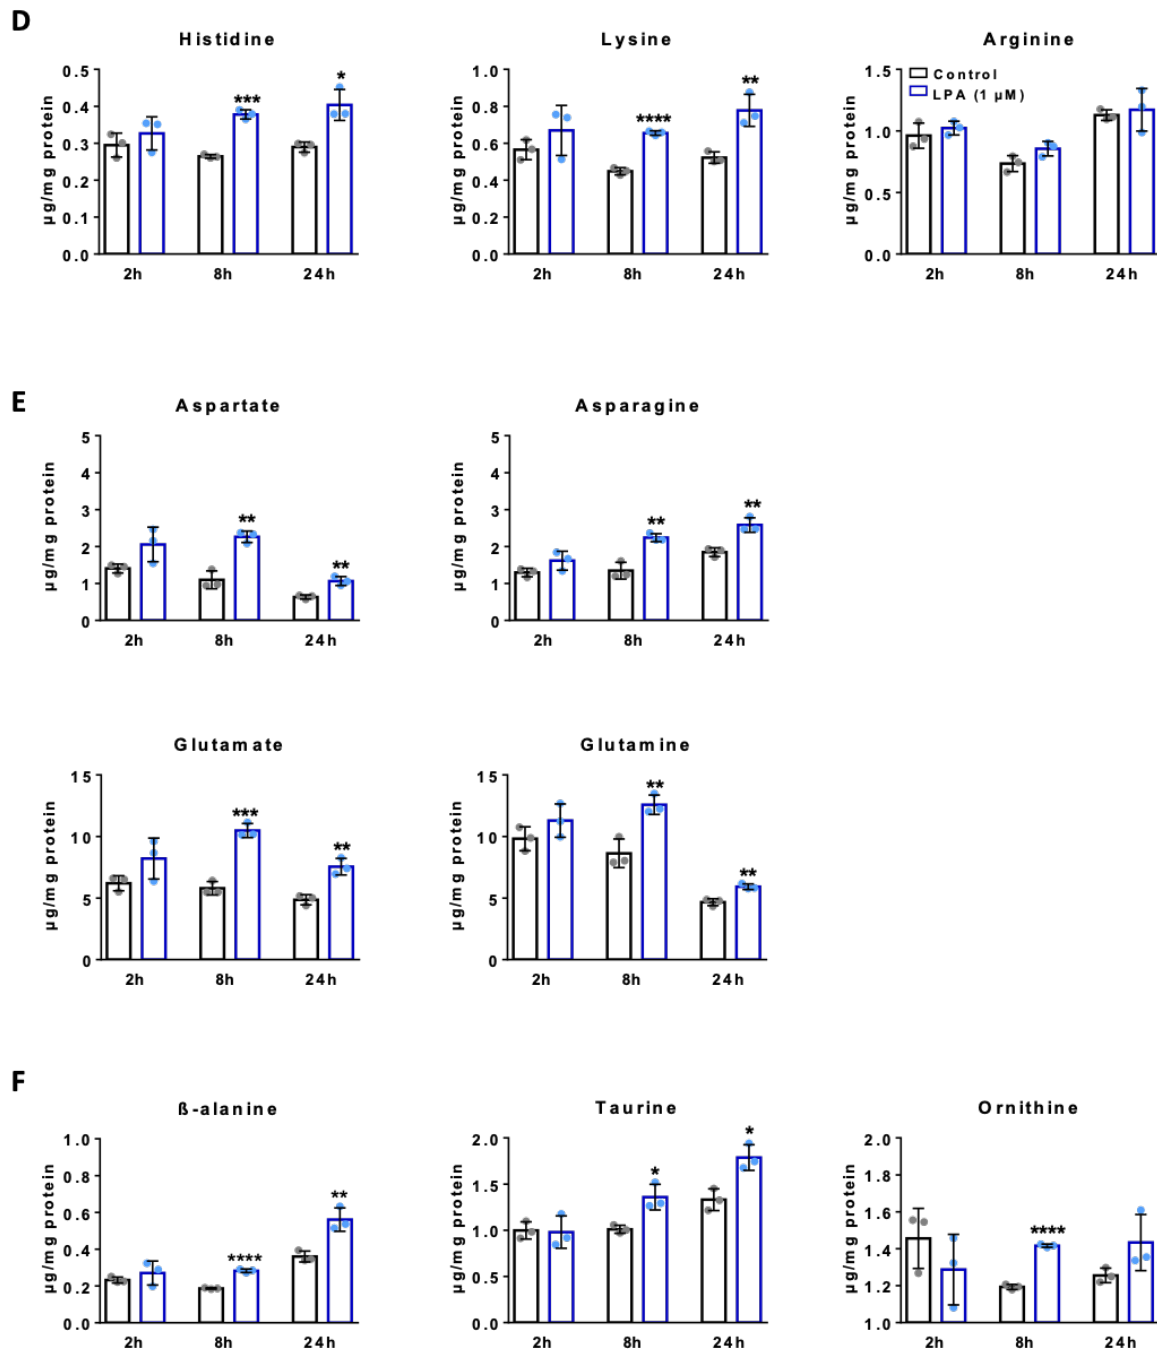 D
Histidine
Lysine
Arginine
µg/mg protein
0.5
0.4
0.3
0.2
0.1
0.0
***
*
2h
8h
24h
µg/mg protein
1.0
0.8
0.6
0.4
0.2
0.0
****
**
2h
8h
24h
µg/mg protein
1.5
1.0
0.5
0.0
Control
LPA (1 µM)
2h
8h
24h
E
Aspartate
Asparagine
µg/mg protein
5
4
3
2
1
0
**
**
2h
8h
24h
µg/mg protein
5
4
3
2
1
0
**
**
2h
8h
24h
Glutamate
Glutamine
µg/mg protein
15
10
5
0
***
**
2h
8h
24h
µg/mg protein
15
10
5
0
**
**
2h
8h
24h
F
ß-alanine
Taurine
Ornithine
µg/mg protein
1.0
0.8
0.6
0.4
0.2
0.0
****
**
2h
8h
24h
µg/mg protein
2.0
1.5
1.0
0.5
0.0
*
*
2h
8h
24h
µg/mg protein
2.0
1.8
1.6
1.4
1.2
1.0
****
2h
8h
24h